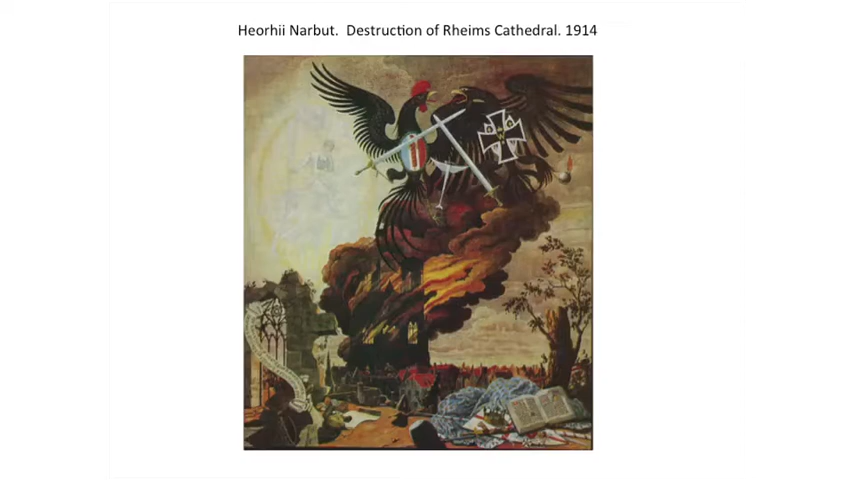 Heorhii Narbut.  Destruction of Rheims Cathedral. 1914